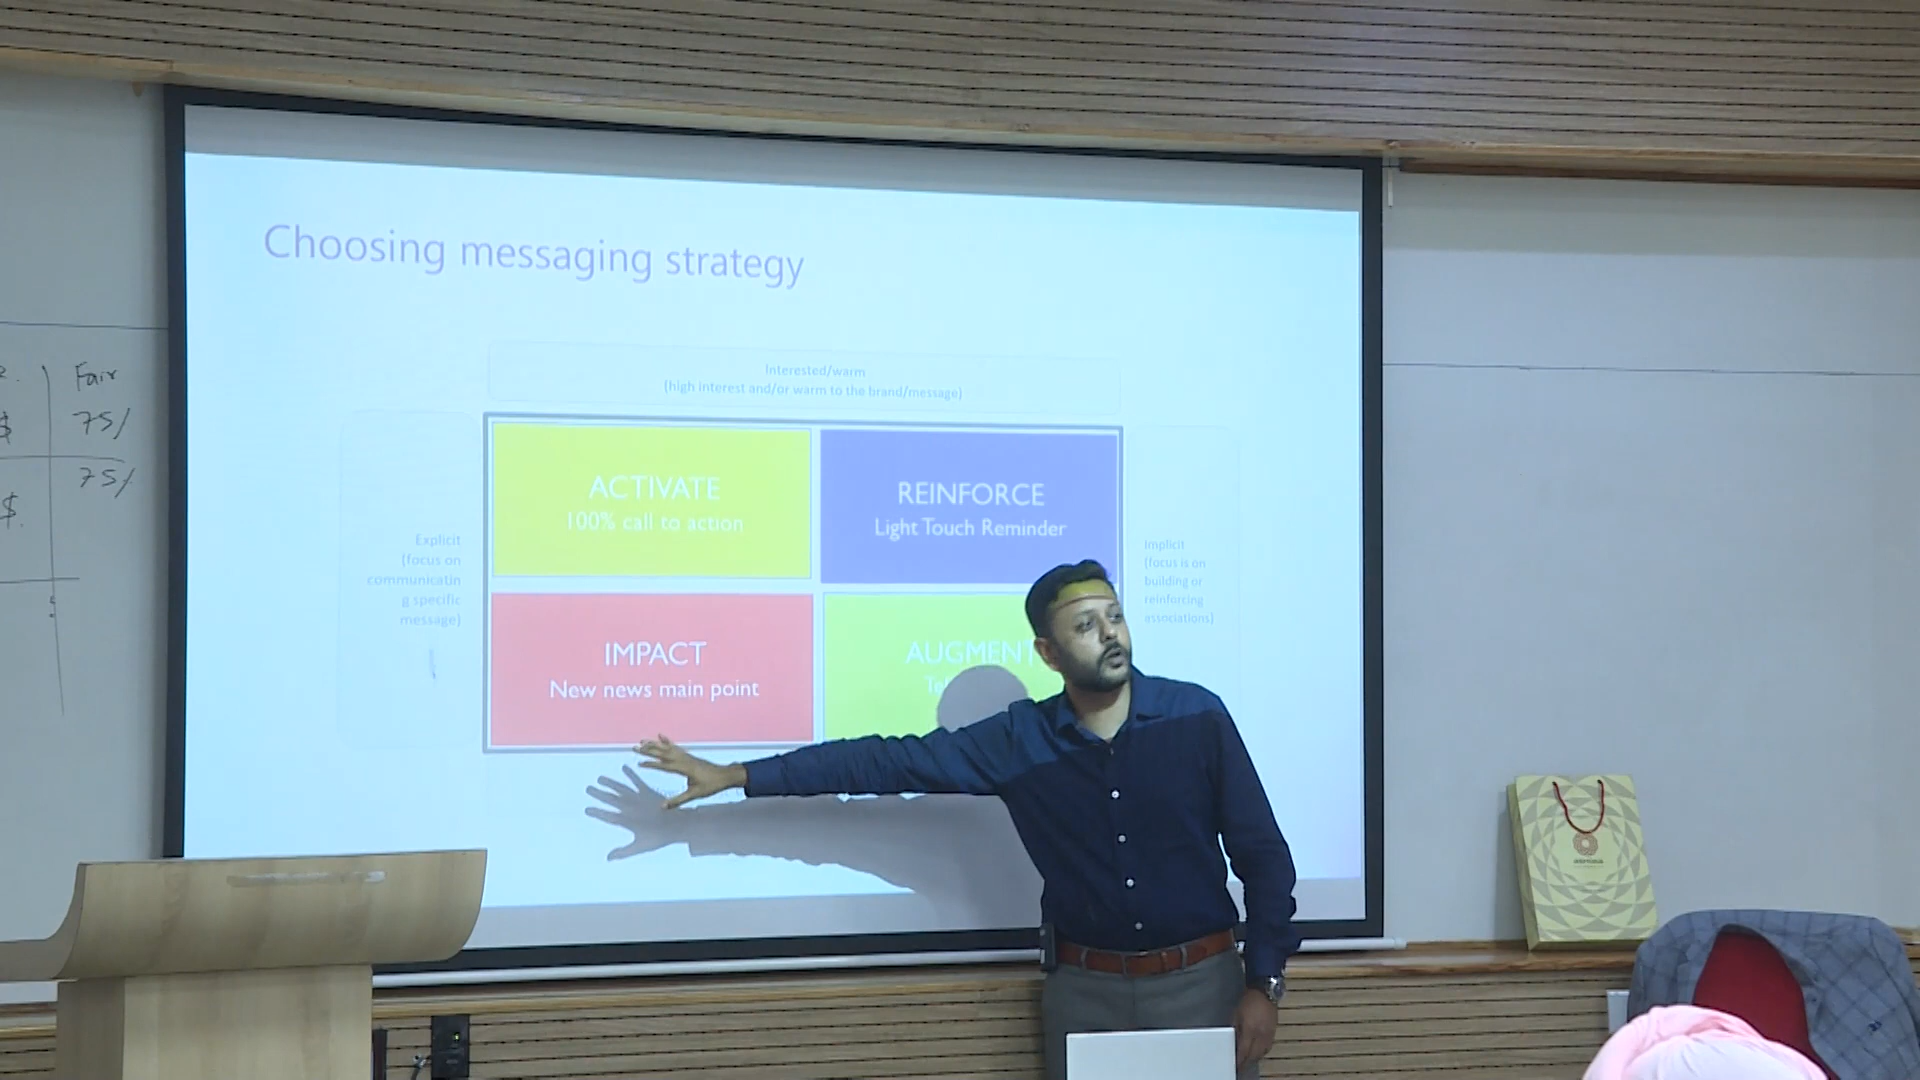 Choosing messaging strategy
Interested/warm
(high interest and/or warm to the brand/message)
Fair
$
75%
75%
$.
ACTIVATE
100% call to action
REINFORCE
Light Touch Reminder
Explicit
(focus on
communicatin
g specific
message)
Implicit
(focus is on
building or
reinforcing
associations)
IMPACT
New news main point
AUGMENT